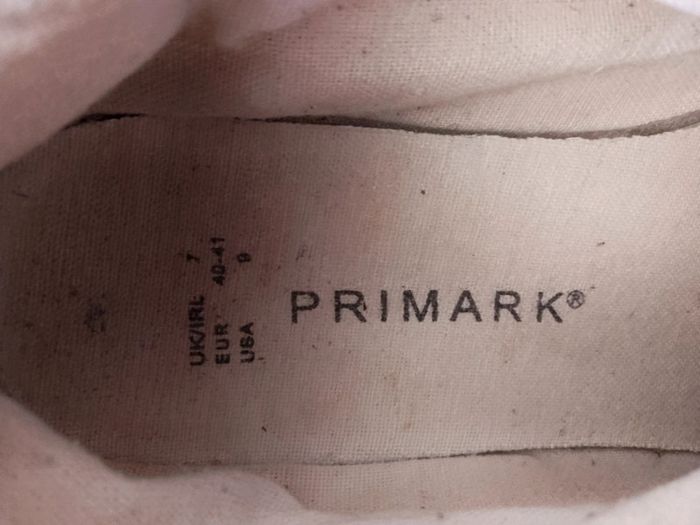 UK/IRL 7
EUR 40-41
USA 9
PRIMARK®